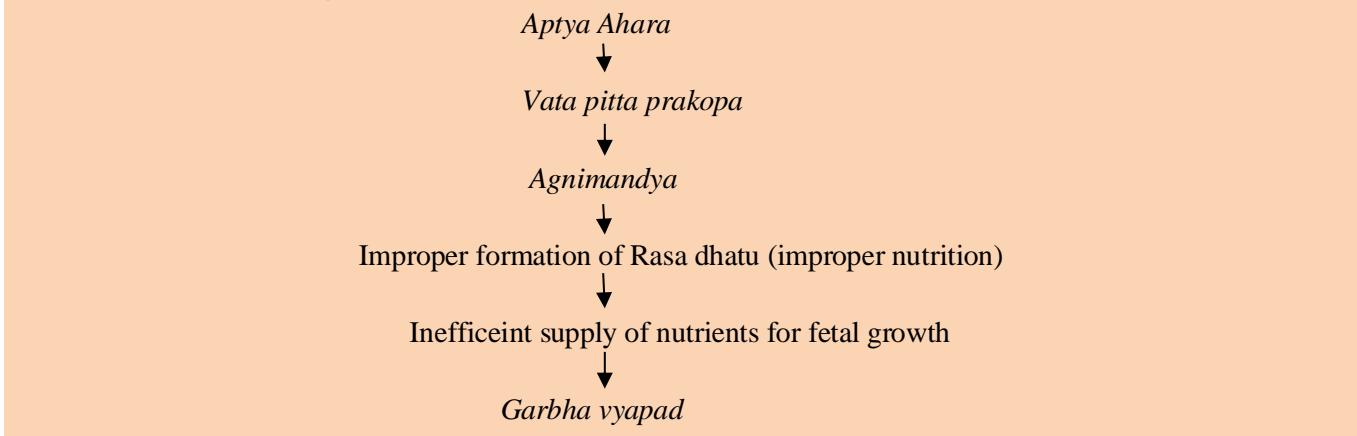 Aptya Ahara
Vata pitta prakopa
Agnimandya
Improper formation of Rasa dhatu (improper nutrition)
Inefficeint supply of nutrients for fetal growth
Garbha vyapad